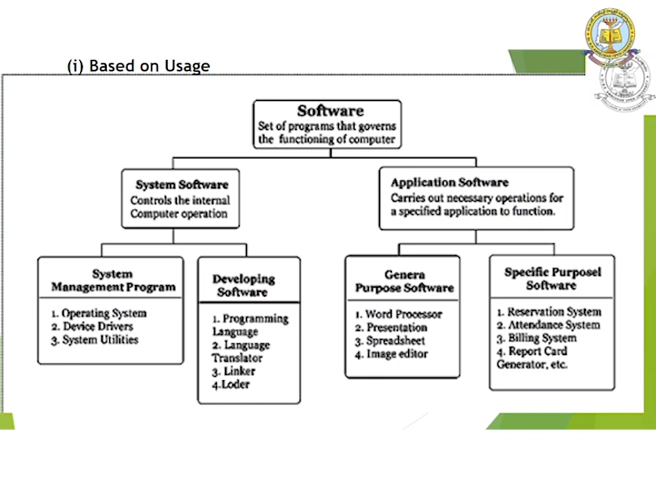 (i) Based on Usage
Software
Set of programs that governs
the functioning of computer
System Software
Controls the internal
Computer operation
Application Software
Carries out necessary operations for
a specified application to function.
System
Management Program
1. Operating System
2. Device Drivers
3. System Utilities
Developing
Software
1. Programming
Language
2. Language
Translator
3. Linker
4.Loder
Genera
Purpose Software
1. Word Processor
2. Presentation
3. Spreadsheet
4. Image editor
Specific Purposel
Software
1. Reservation System
2. Attendance System
3. Billing System
4. Report Card
Generator, etc.